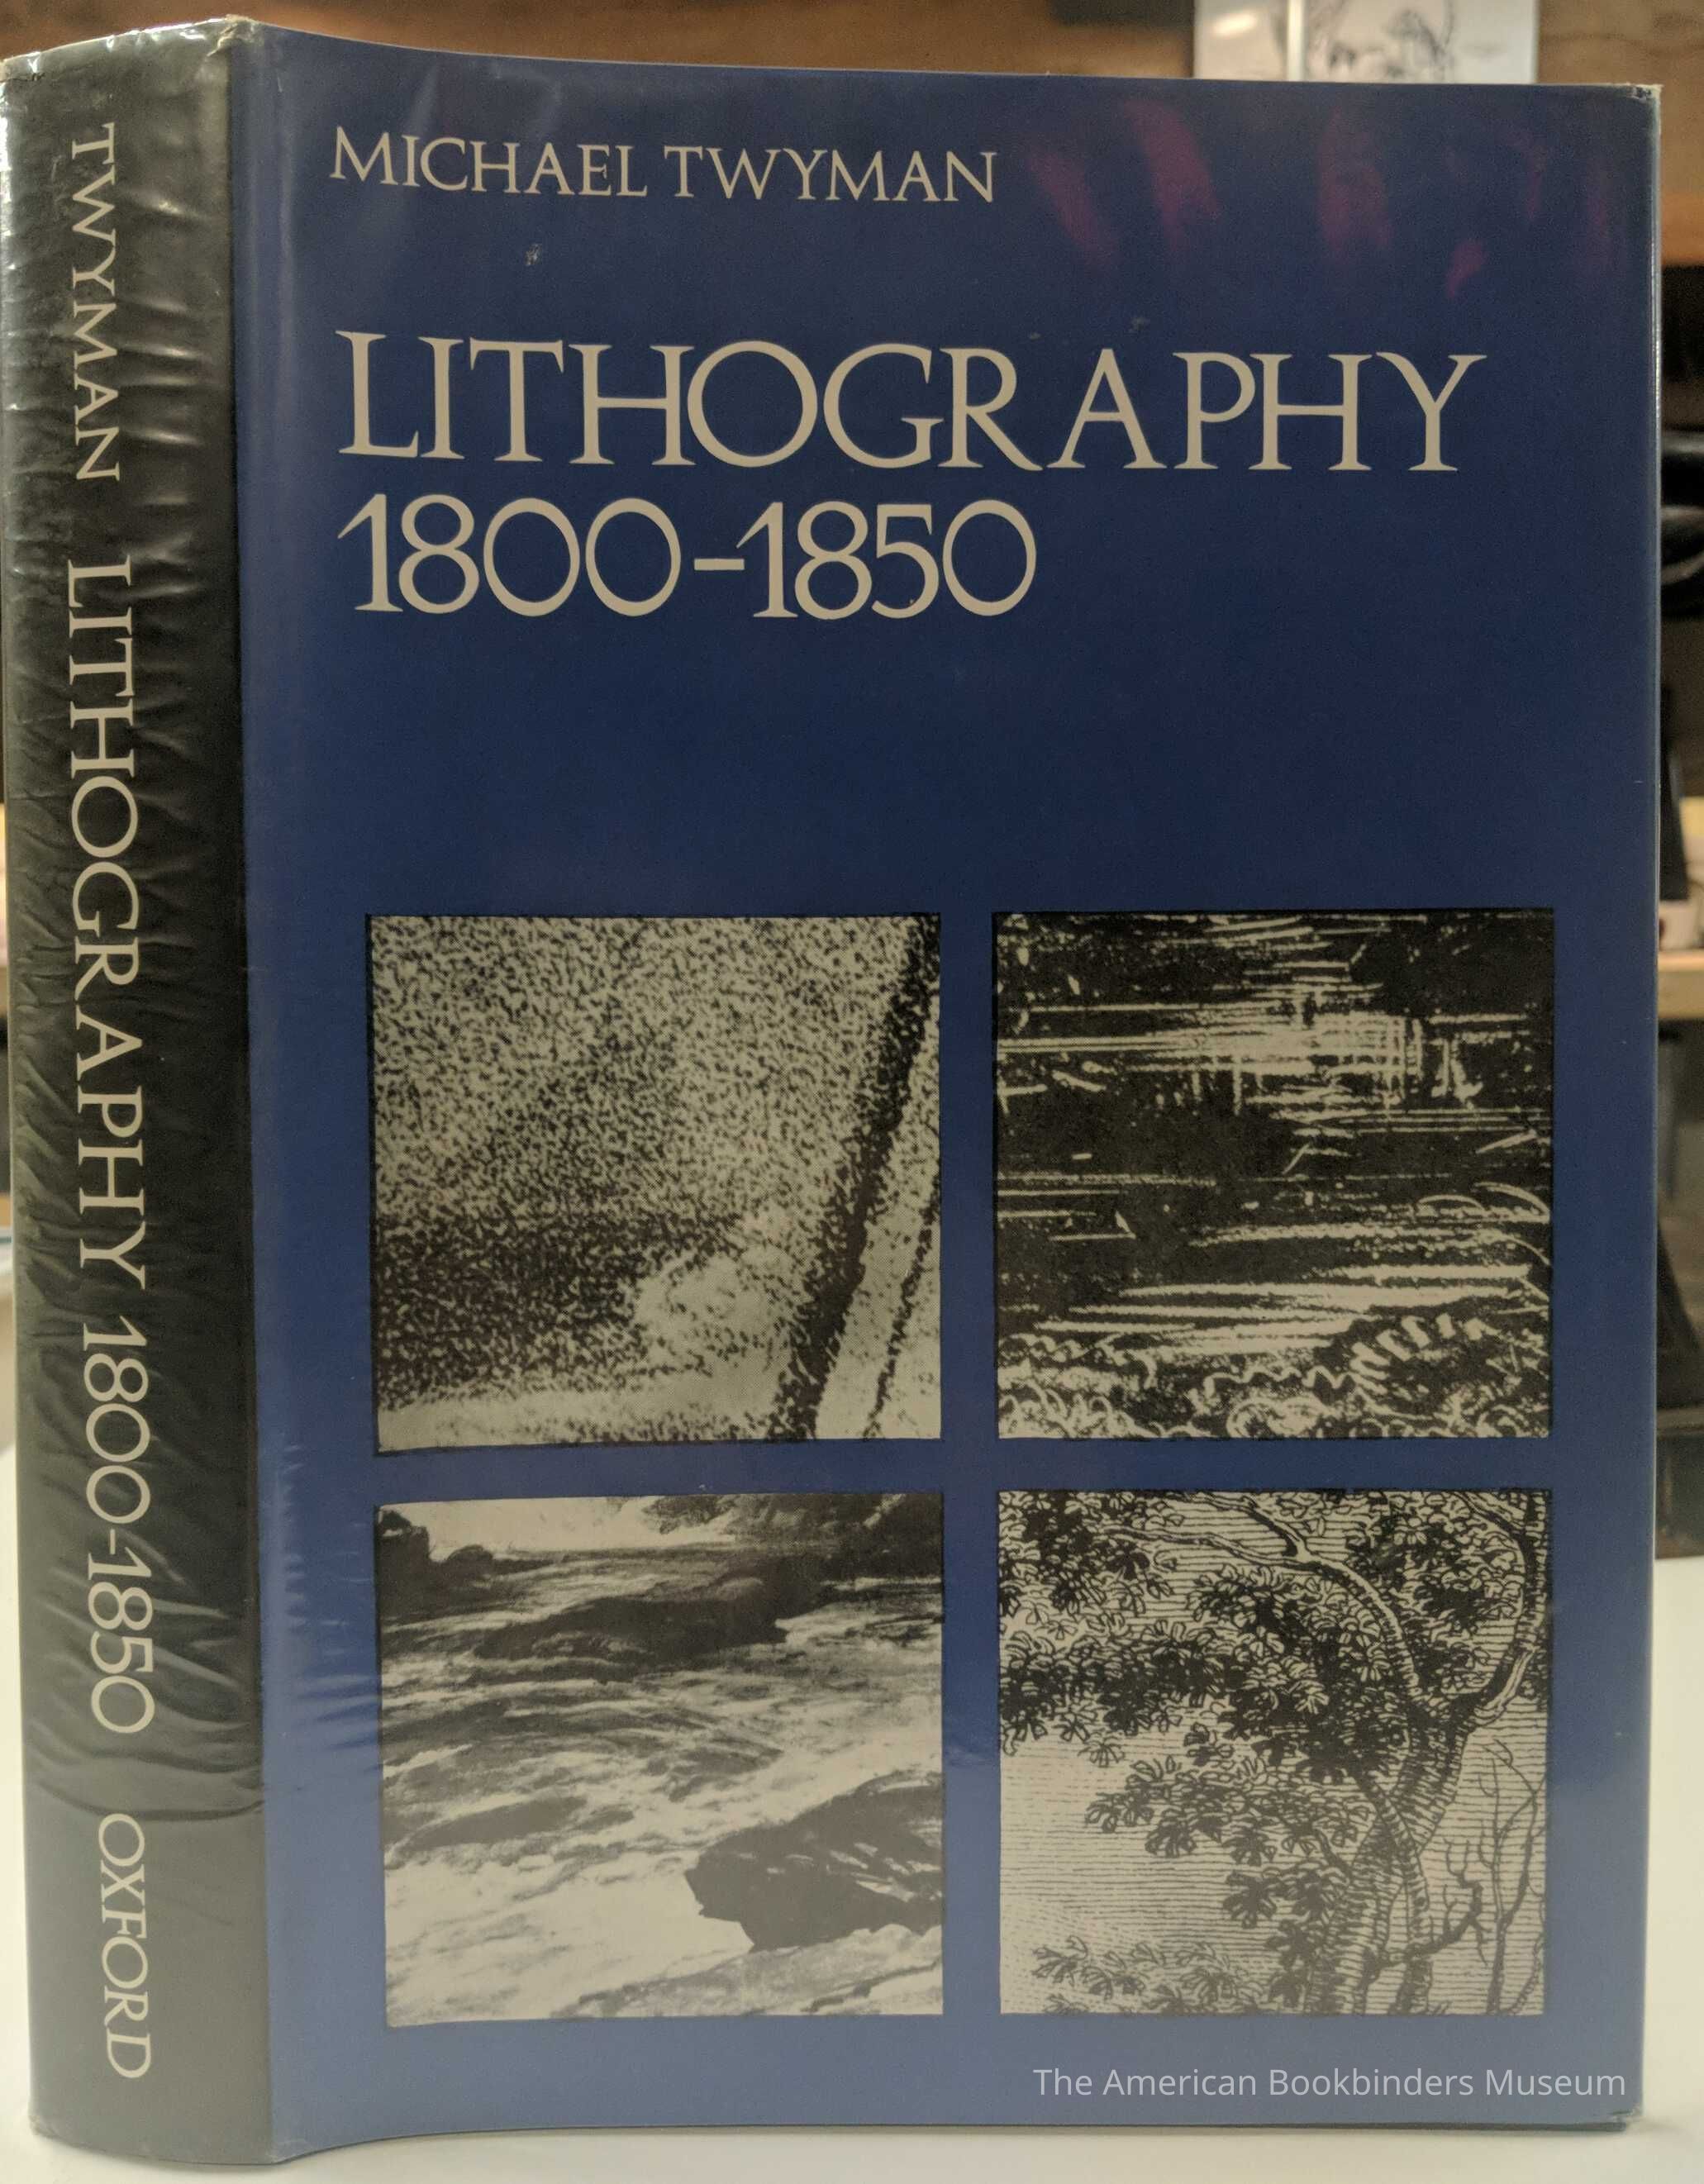 TWYMAN LITHOGRAPHY 1800-1850 OXFORD
MICHAEL TWYMAN
LITHOGRAPHY
1800-1850
The American Bookbinders Museum